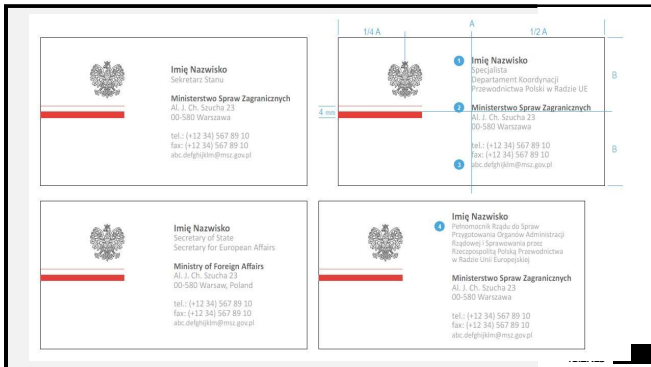 Imię Nazwisko
Sekretarz Stanu
Ministerstwo Spraw Zagranicznych
Al. J. Ch. Szucha 23
00-580 Warszawa
tel.: (+12 34) 567 89 10
fax: (+12 34) 567 89 10
abc.defghijklm@msz.gov.pl
A
1/4 A
1/2 A
1
Imię Nazwisko
Specjalista
Departament Koordynacji
Przewodnictwa Polski w Radzie UE
B
4 mm
2
Ministerstwo Spraw Zagranicznych
Al. J. Ch. Szucha 23
00-580 Warszawa
tel.: (+12 34) 567 89 10
fax: (+12 34) 567 89 10
B
3
abc.defghijklm@msz.gov.pl
Imię Nazwisko
Secretary of State
Secretary for European Affairs
Ministry of Foreign Affairs
Al. J. Ch. Szucha 23
00-580 Warsaw, Poland
tel.: (+12 34) 567 89 10
fax: (+12 34) 567 89 10
abc.defghijklm@msz.gov.pl
Imię Nazwisko
4
Pełnomocnik Rządu do Spraw
Przygotowania Organów Administracji
Rządowej i Sprawowania przez
Rzeczpospolitą Polską Przewodnictwa
w Radzie Unii Europejskiej
Ministerstwo Spraw Zagranicznych
Al. J. Ch. Szucha 23
00-580 Warszawa
tel.: (+12 34) 567 89 10
fax: (+12 34) 567 89 10
abc.defghijklm@msz.gov.pl